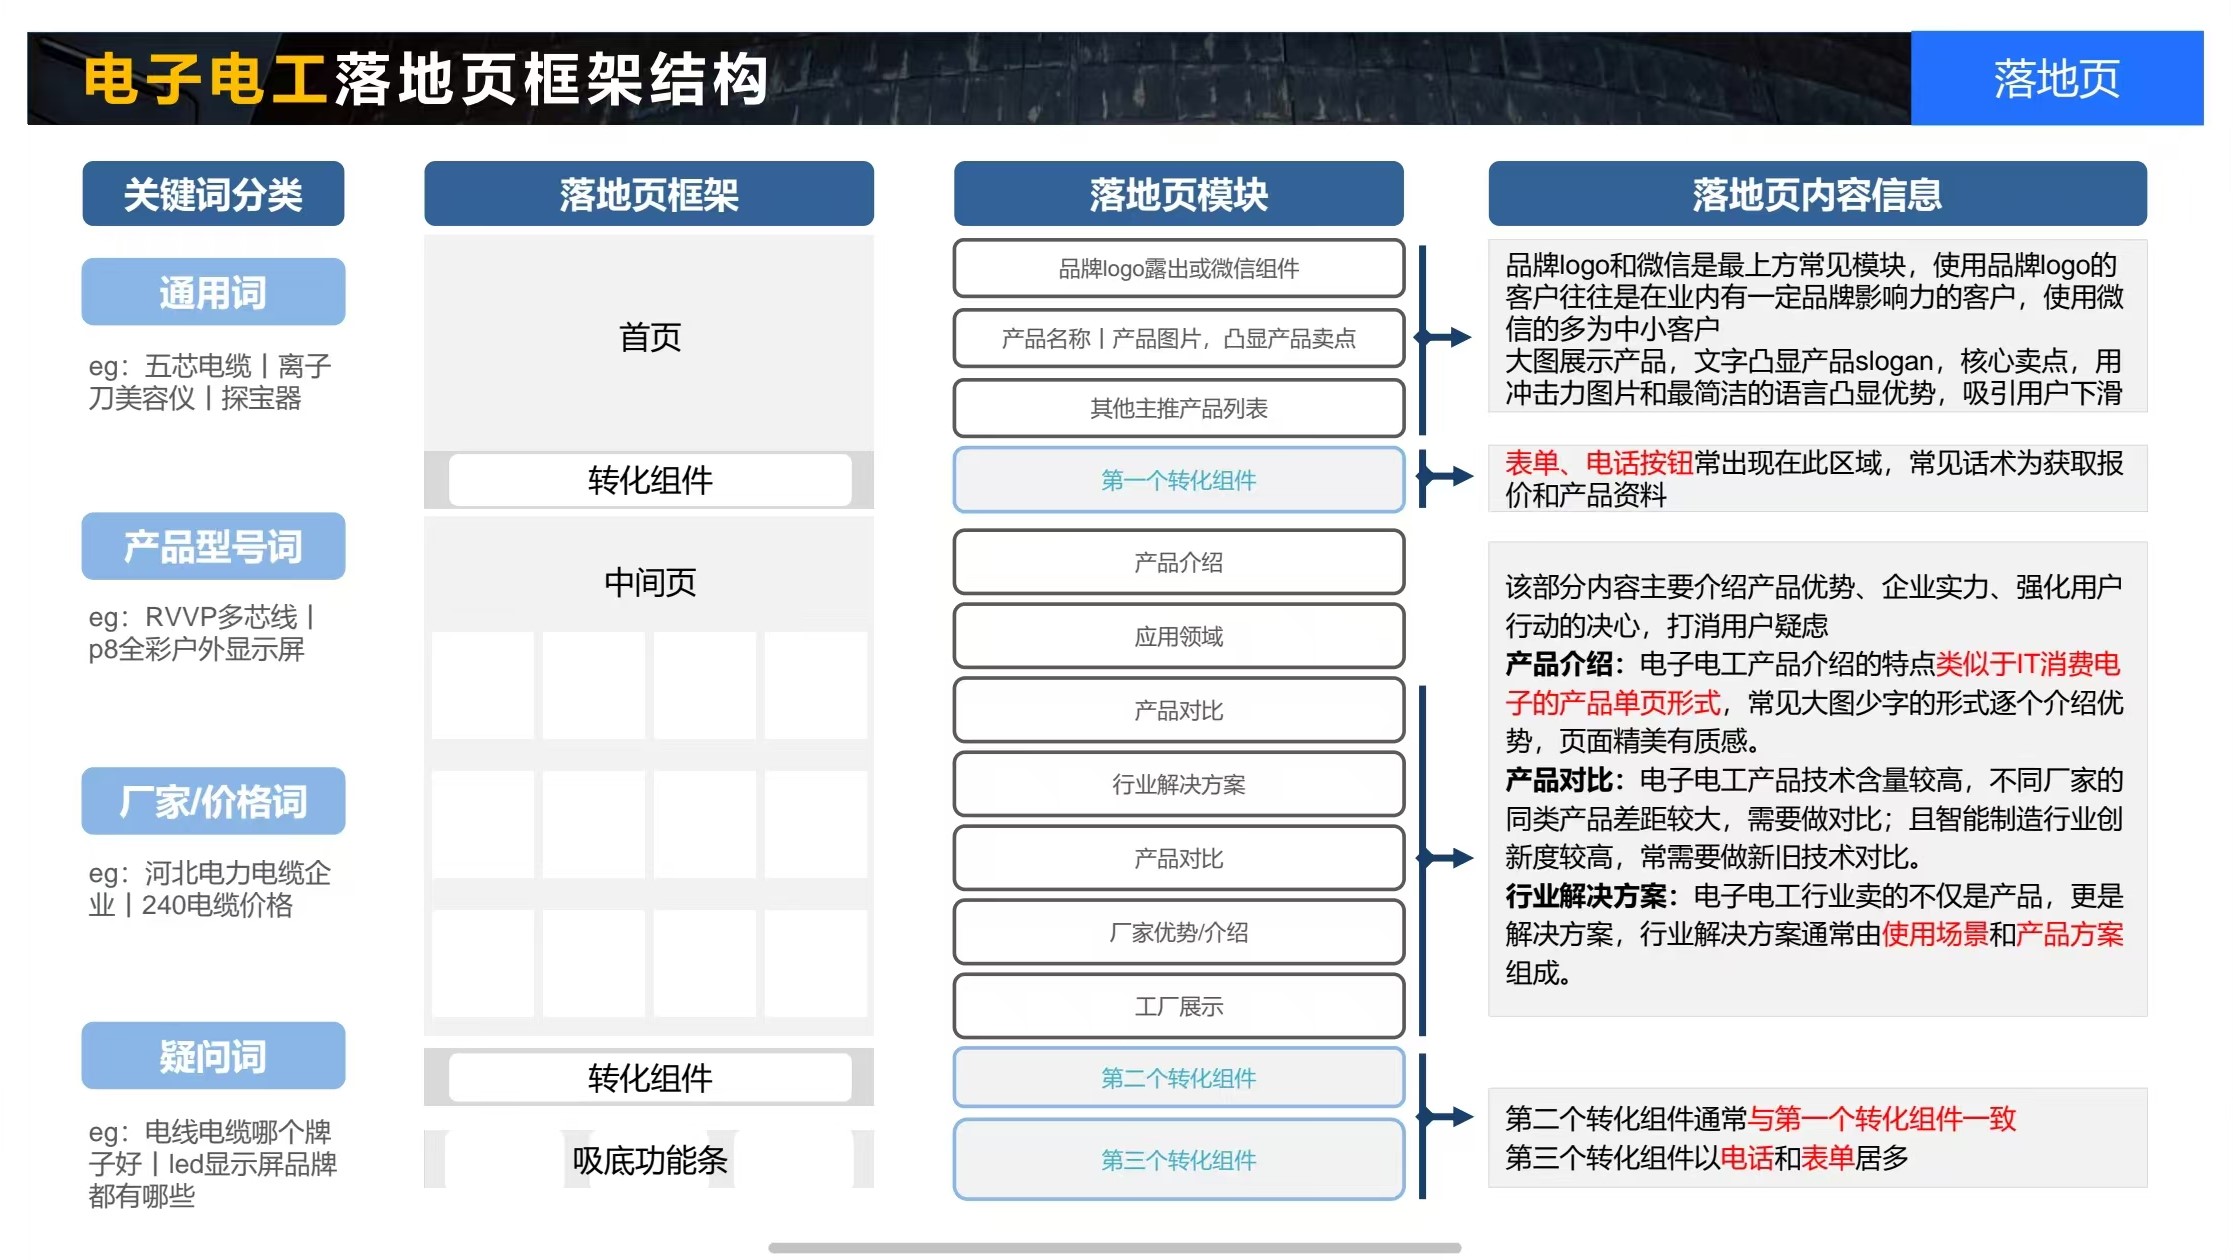 电子电工落地页框架结构
落地页
关键词分类
通用词
eg：五芯电缆丨离子
刀美容仪丨探宝器
产品型号词
eg：RVVP多芯线丨
p8全彩户外显示屏
厂家/价格词
eg：河北电力电缆企
业丨240电缆价格
疑问词
eg：电线电缆哪个牌
子好丨led显示屏品牌
都有哪些
落地页框架
首页
转化组件
中间页
转化组件
吸底功能条
落地页模块
品牌logo露出或微信组件
产品名称丨产品图片，凸显产品卖点
其他主推产品列表
第一个转化组件
产品介绍
应用领域
产品对比
行业解决方案
产品对比
厂家优势/介绍
工厂展示
第二个转化组件
第三个转化组件
落地页内容信息
品牌logo和微信是最上方常见模块，使用品牌logo的
客户往往是在业内有一定品牌影响力的客户，使用微
信的多为中小客户
大图展示产品，文字凸显产品slogan，核心卖点，用
冲击力图片和最简洁的语言凸显优势，吸引用户下滑
表单、电话按钮常出现在此区域，常见话术为获取报
价和产品资料
该部分内容主要介绍产品优势、企业实力、强化用户
行动的决心，打消用户疑虑
产品介绍：电子电工产品介绍的特点类似于IT消费电
子的产品单页形式，常见大图少字的形式逐个介绍优
势，页面精美有质感。
产品对比：电子电工产品技术含量较高，不同厂家的
同类产品差距较大，需要做对比；且智能制造行业创
新度较高，常需要做新旧技术对比。
行业解决方案：电子电工行业卖的不仅是产品，更是
解决方案，行业解决方案通常由使用场景和产品方案
组成。
第二个转化组件通常与第一个转化组件一致
第三个转化组件以电话和表单居多